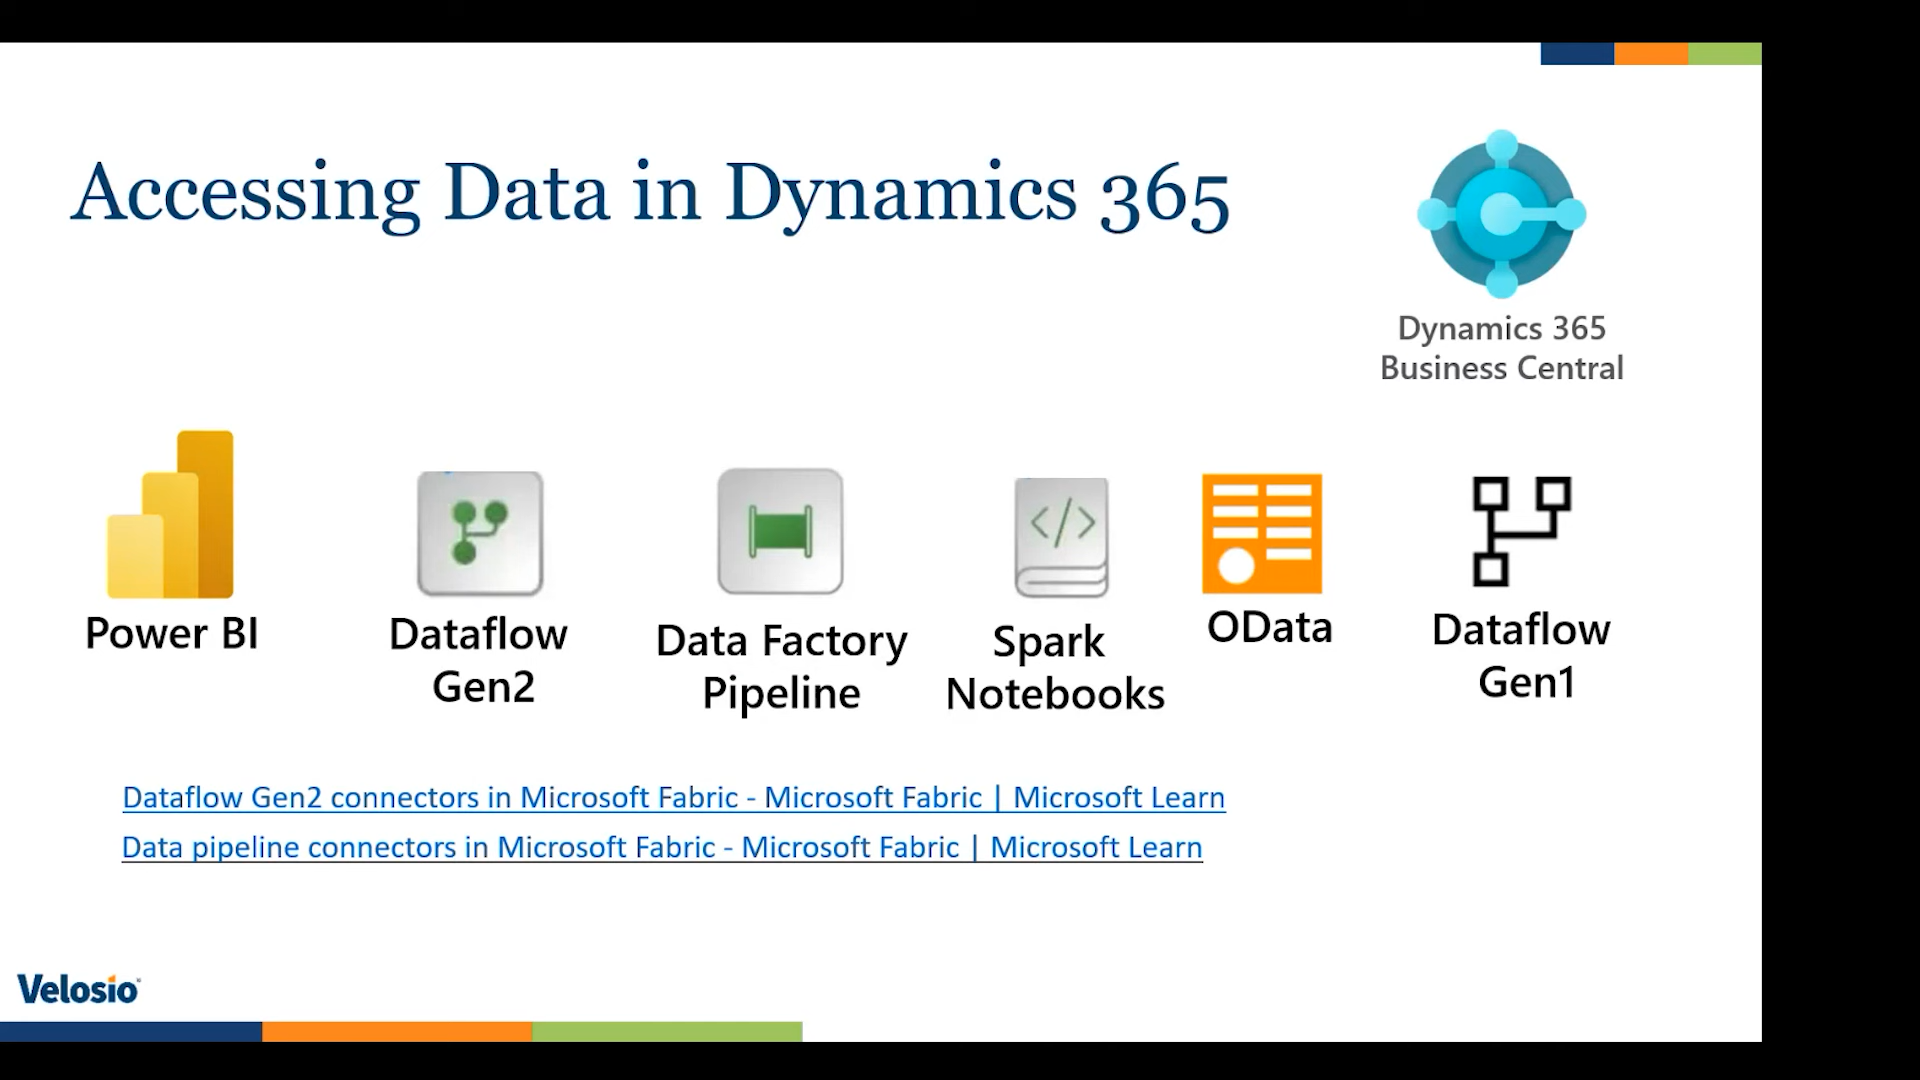 Accessing Data in Dynamics 365
Dynamics 365
Business Central
Power BI
Dataflow
Gen2
Data Factory
Pipeline
</>
Spark
Notebooks
OData
Dataflow
Gen1
Dataflow Gen2 connectors in Microsoft Fabric - Microsoft Fabric | Microsoft Learn
Data pipeline connectors in Microsoft Fabric - Microsoft Fabric | Microsoft Learn
Velosio